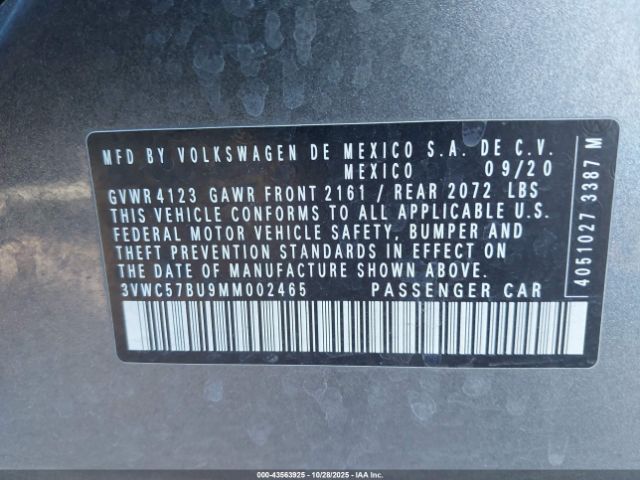 MFD BY VOLKSWAGEN DE MEXICO S.A. DE C.V.
MEXICO 09/20
GVWR 4123 GAWR FRONT 2161 / REAR 2072 LBS
THIS VEHICLE CONFORMS TO ALL APPLICABLE U.S.
FEDERAL MOTOR VEHICLE SAFETY, BUMPER AND
THEFT PREVENTION STANDARDS IN EFFECT ON
THE DATE OF MANUFACTURE SHOWN ABOVE.
3VWC57BU9MM002465 PASSENGER CAR
4051027 3387 M
000-43563925 | 10/28/2025 | IAAI.COM